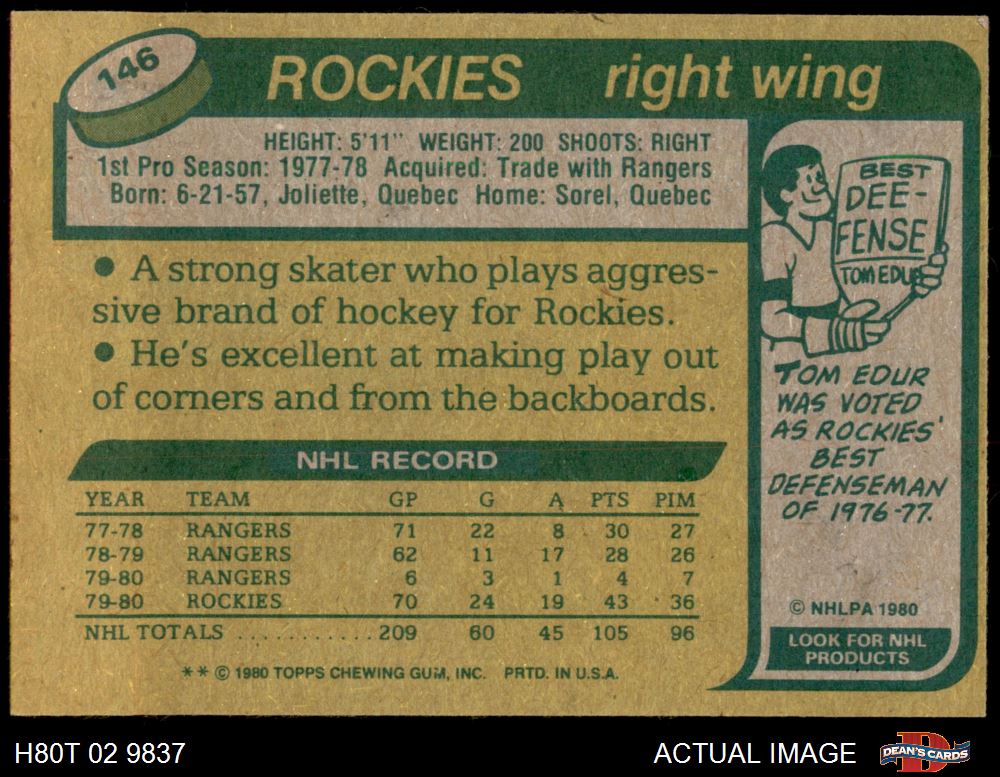 146
ROCKIES right wing
HEIGHT: 5'11" WEIGHT: 200 SHOOTS: RIGHT
1st Pro Season: 1977-78 Acquired: Trade with Rangers
Born: 6-21-57, Joliette, Quebec Home: Sorel, Quebec
● A strong skater who plays aggres-
sive brand of hockey for Rockies.
● He's excellent at making play out
of corners and from the backboards.
NHL RECORD
YEAR TEAM GP G A PTS PIM
77-78 RANGERS 71 22 8 30 27
78-79 RANGERS 62 11 17 28 26
79-80 RANGERS 6 3 1 4 7
79-80 ROCKIES 70 24 19 43 36
NHL TOTALS ............ 209 60 45 105 96
** © 1980 TOPPS CHEWING GUM, INC. PRTD. IN U.S.A.
BEST
DEE-
FENSE
TOM EDUR
TOM EDUR
WAS VOTED
AS ROCKIES'
BEST
DEFENSEMAN
OF 1976-77.
© NHLPA 1980
LOOK FOR NHL
PRODUCTS
H80T 02 9837
ACTUAL IMAGE
D
DEAN'S CARDS